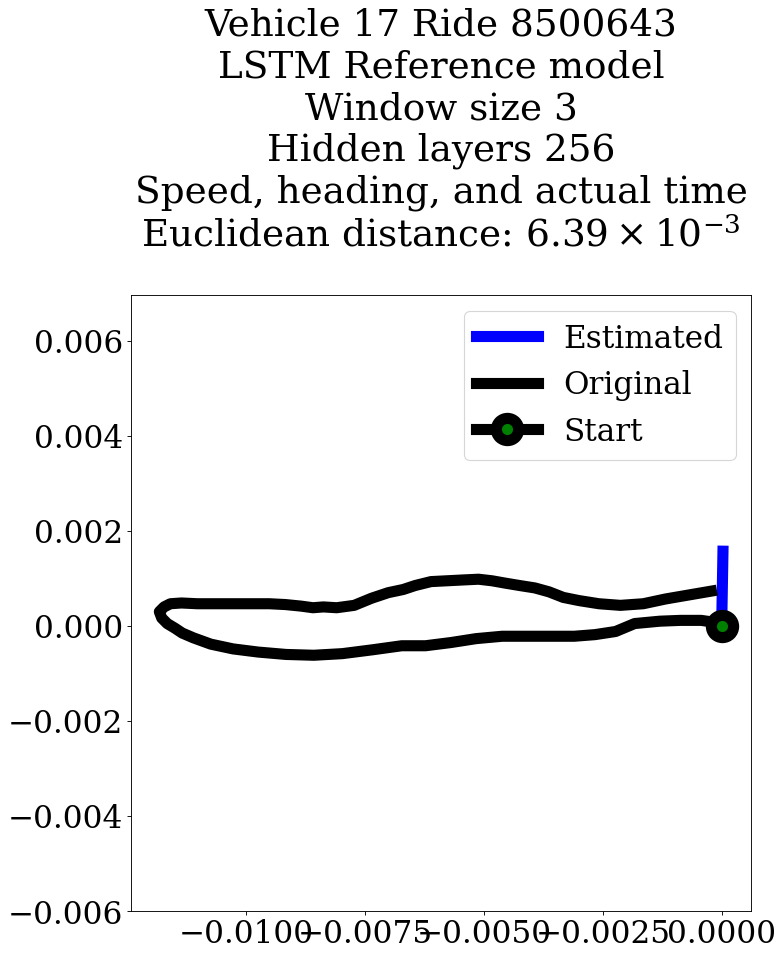 Vehicle 17 Ride 8500643
LSTM Reference model
Window size 3
Hidden layers 256
Speed, heading, and actual time
Euclidean distance: 6.39 × 10⁻³
Estimated
Original
Start
0.006
0.004
0.002
0.000
−0.002
−0.004
−0.006
−0.0100 −0.0075 −0.0050 −0.0025 0.0000